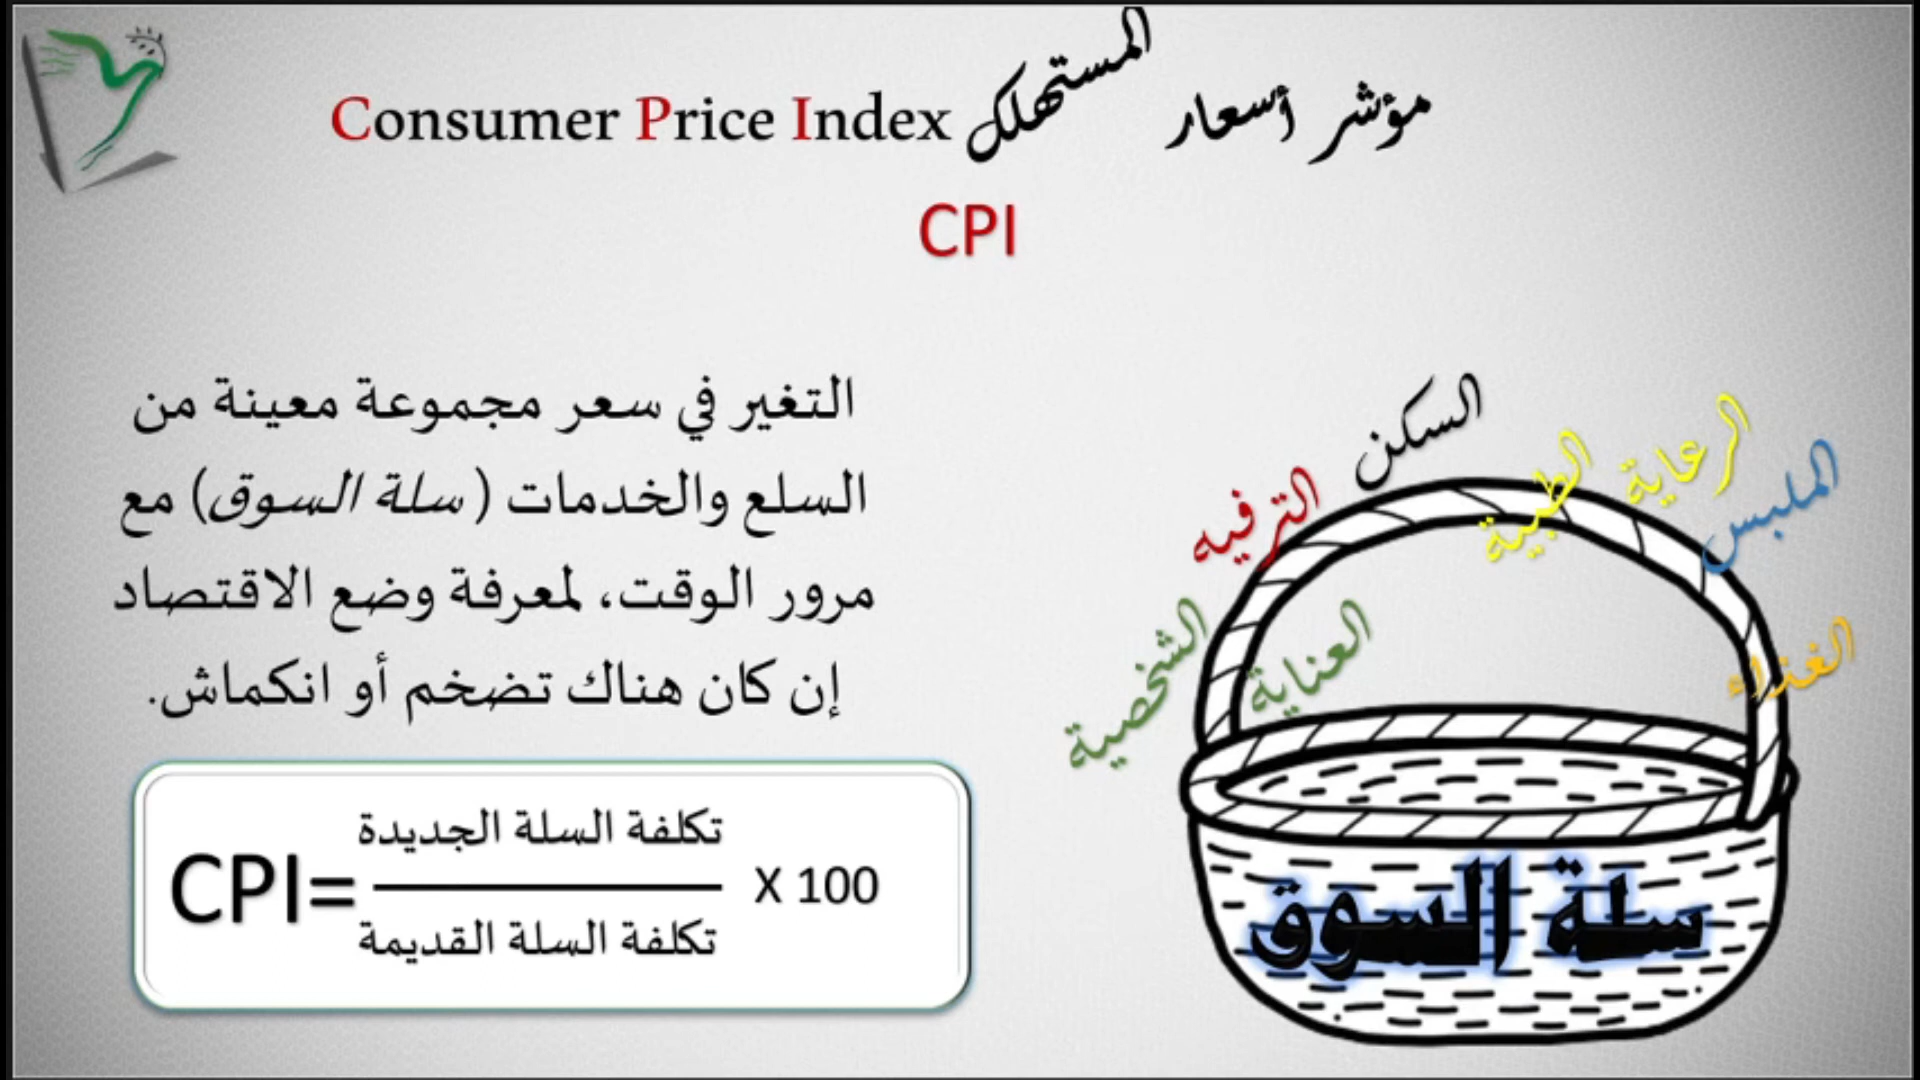 مؤشر أسعار المستهلك Consumer Price Index
CPI
التغير في سعر مجموعة معينة من
السلع والخدمات (سلة السوق) مع
مرور الوقت، لمعرفة وضع الاقتصاد
إن كان هناك تضخم أو انكماش.
تكلفة السلة الجديدة
CPI= X 100
تكلفة السلة القديمة
السكن
الرعاية الطبية
الملبس
الترفيه
الغذاء
العناية الشخصية
سلة السوق